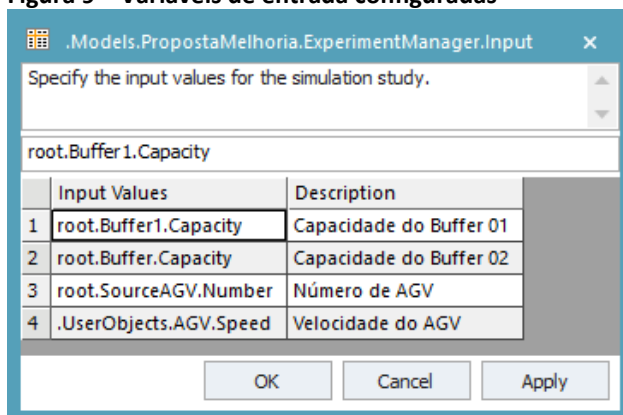 Figura 9 – Variáveis de entrada configuradas
.Models.PropostaMelhoria.ExperimentManager.Input ×
Specify the input values for the simulation study.
root.Buffer1.Capacity
Input Values Description
1 root.Buffer1.Capacity Capacidade do Buffer 01
2 root.Buffer.Capacity Capacidade do Buffer 02
3 root.SourceAGV.Number Número de AGV
4 .UserObjects.AGV.Speed Velocidade do AGV
OK Cancel Apply